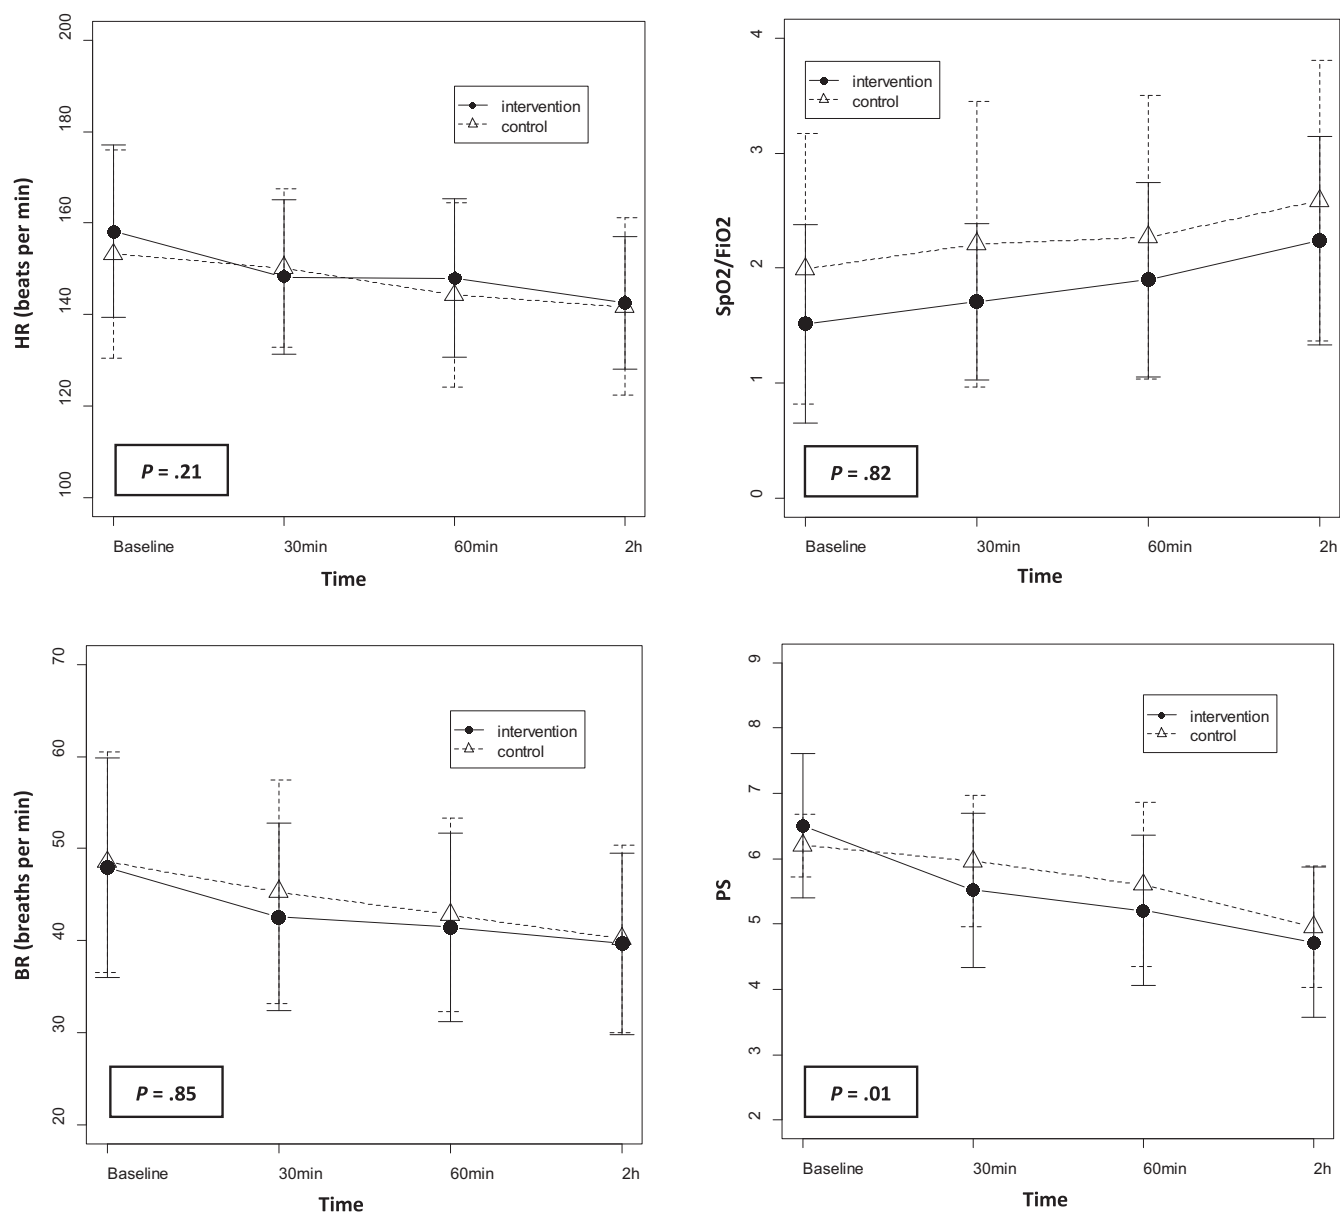 HR (beats per min)
200
180
160
140
120
100
intervention
control
P = .21
Baseline 30min 60min 2h
Time
SpO2/FiO2
4
3
2
1
0
intervention
control
P = .82
Baseline 30min 60min 2h
Time
BR (breaths per min)
70
60
50
40
30
20
intervention
control
P = .85
Baseline 30min 60min 2h
Time
PS
9
8
7
6
5
4
3
2
intervention
control
P = .01
Baseline 30min 60min 2h
Time